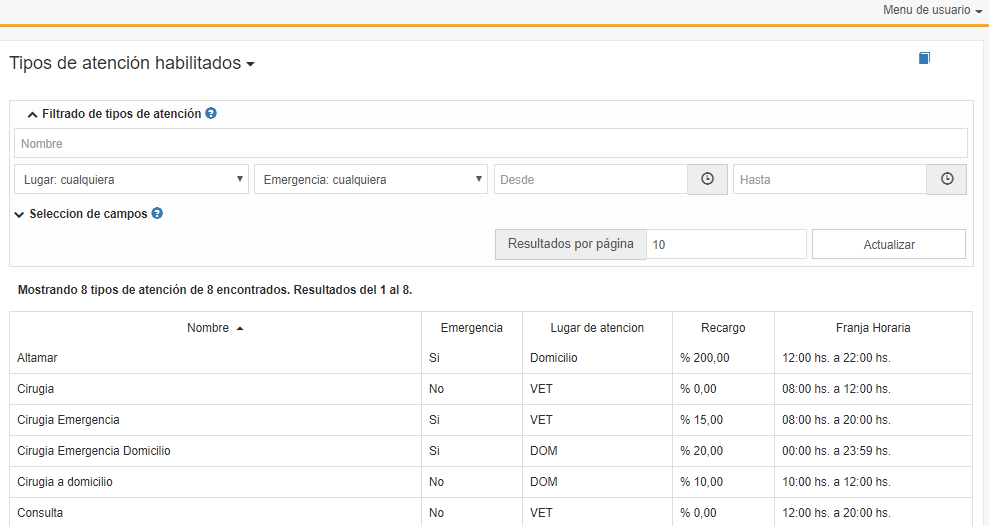 Menu de usuario
Tipos de atención habilitados
Filtrado de tipos de atención
Nombre
Lugar: cualquiera Emergencia: cualquiera Desde Hasta
Seleccion de campos
Resultados por página 10 Actualizar
Mostrando 8 tipos de atención de 8 encontrados. Resultados del 1 al 8.
Nombre Emergencia Lugar de atencion Recargo Franja Horaria
Altamar Si Domicilio % 200,00 12:00 hs. a 22:00 hs.
Cirugia No VET % 0,00 08:00 hs. a 12:00 hs.
Cirugia Emergencia Si VET % 15,00 08:00 hs. a 20:00 hs.
Cirugia Emergencia Domicilio Si DOM % 20,00 00:00 hs. a 23:59 hs.
Cirugia a domicilio No DOM % 10,00 10:00 hs. a 12:00 hs.
Consulta No VET % 0,00 12:00 hs. a 20:00 hs.